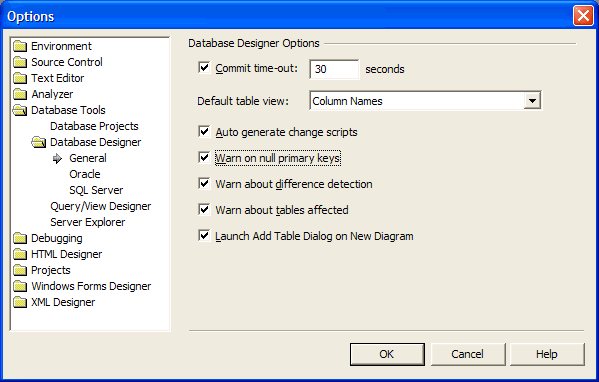 Options
Environment
Source Control
Text Editor
Analyzer
Database Tools
Database Projects
Database Designer
General
Oracle
SQL Server
Query/View Designer
Server Explorer
Debugging
HTML Designer
Projects
Windows Forms Designer
XML Designer
Database Designer Options
Commit time-out: 30 seconds
Default table view: Column Names
Auto generate change scripts
Warn on null primary keys
Warn about difference detection
Warn about tables affected
Launch Add Table Dialog on New Diagram
OK Cancel Help